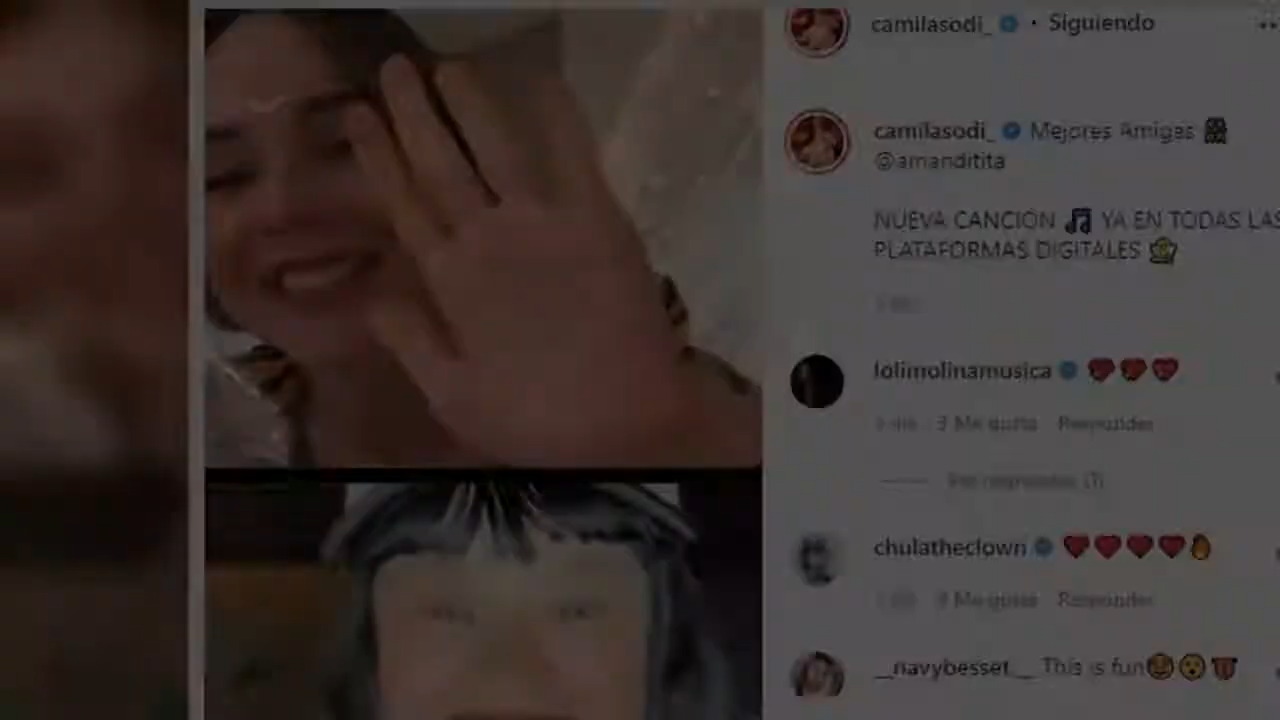 camilasodi_ • Siguiendo
camilasodi_ Mejores Amigas
@amanditita
NUEVA CANCIÓN 🎵 YA EN TODAS LAS
PLATAFORMAS DIGITALES
lolimolinamusica ❤️❤️❤️
3 Me gusta Responder
chulatheclown ❤️❤️❤️❤️🔥
Me gusta Responder
__navybesset__ This is fun